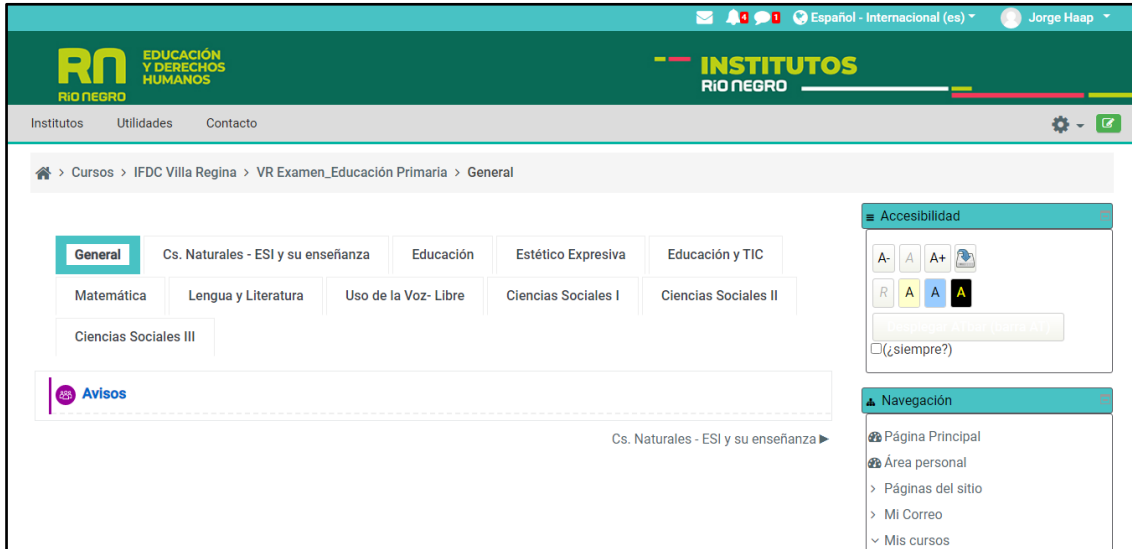 4 1 Español - Internacional (es) Jorge Haap
RN EDUCACIÓN
Y DERECHOS
HUMANOS
RÍO NEGRO
INSTITUTOS
RÍO NEGRO
Institutos Utilidades Contacto
> Cursos > IFDC Villa Regina > VR Examen_Educación Primaria > General
General Cs. Naturales - ESI y su enseñanza Educación Estético Expresiva Educación y TIC
Matemática Lengua y Literatura Uso de la Voz- Libre Ciencias Sociales I Ciencias Sociales II
Ciencias Sociales III
Avisos
Cs. Naturales - ESI y su enseñanza ►
Accesibilidad
A- A A+
R A A A
(¿siempre?)
Navegación
Página Principal
Área personal
> Páginas del sitio
> Mi Correo
Mis cursos